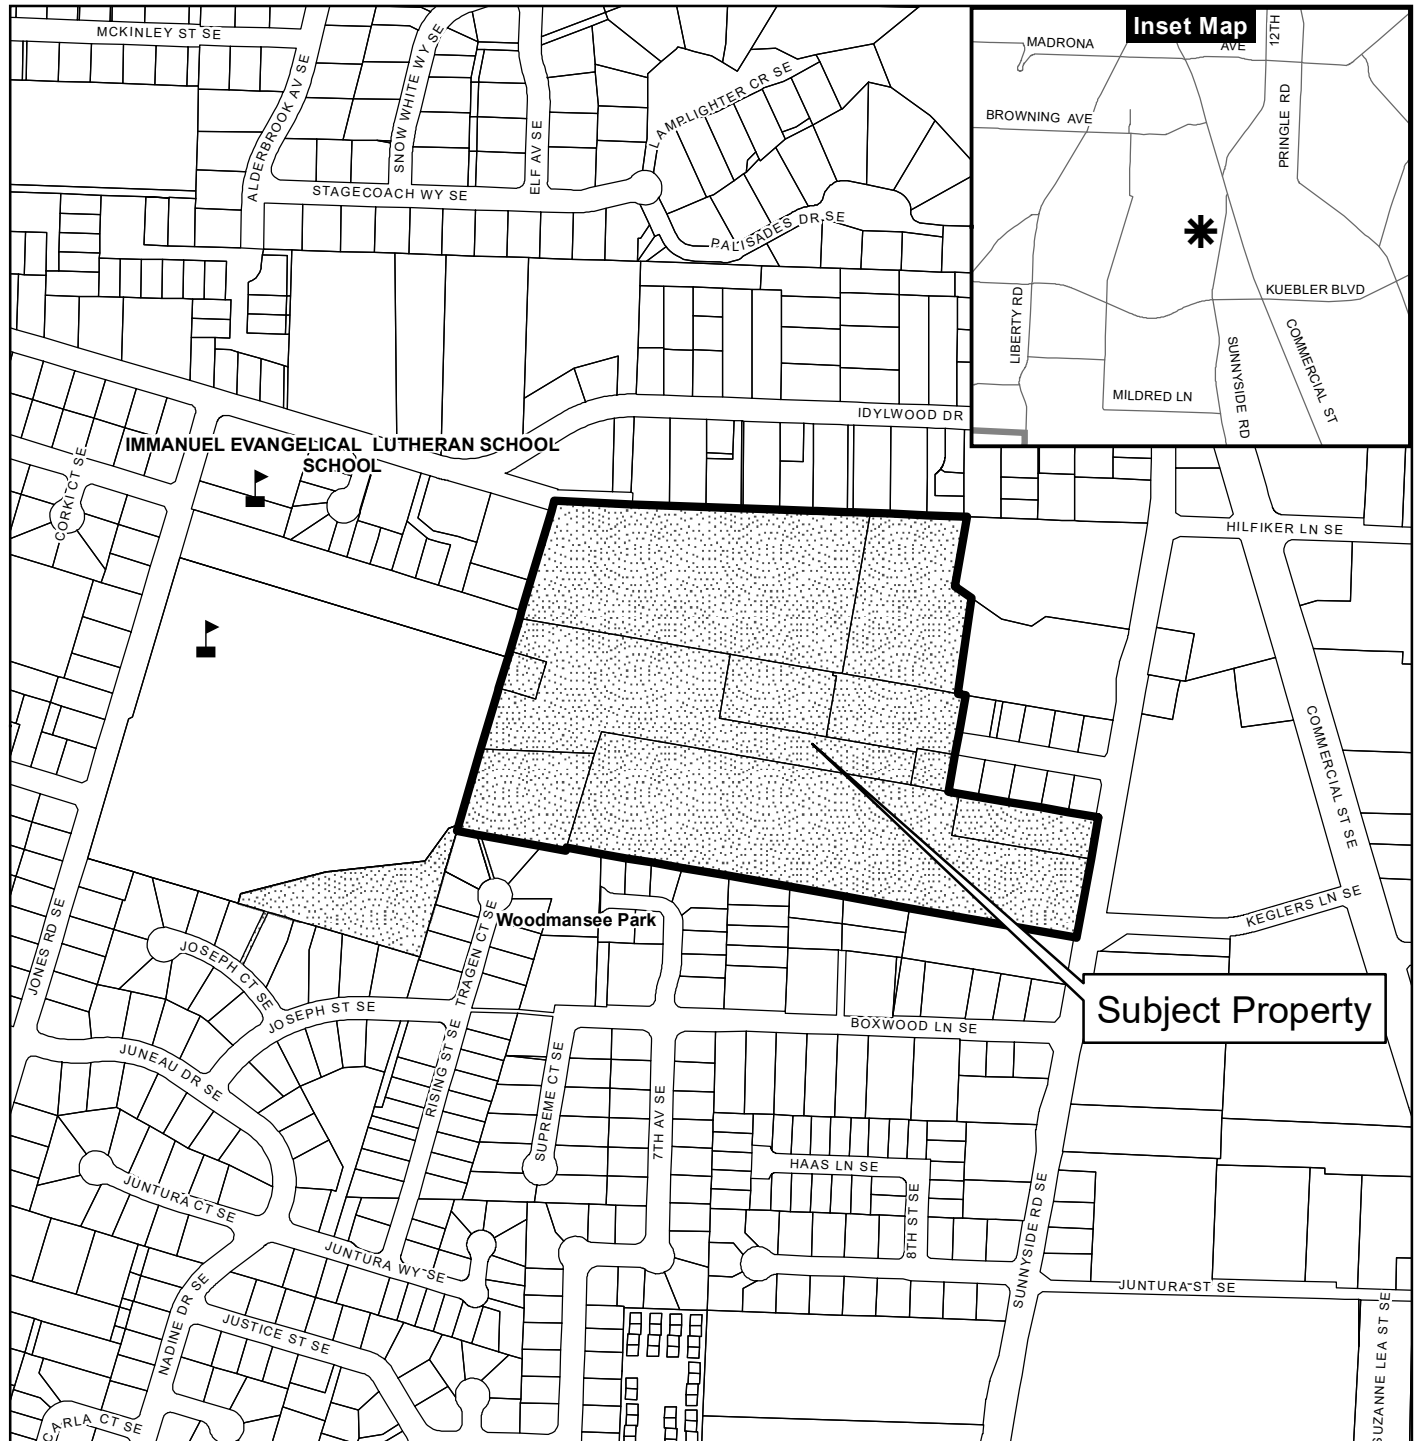 MCKINLEY ST SE
ALDERBROOK AV SE
SNOW WHITE WY SE
ELF AV SE
LAMPLIGHTER CR SE
STAGECOACH WY SE
PALISADES DR SE
Inset Map
MADRONA
AVE
12TH
BROWNING AVE
PRINGLE RD
LIBERTY RD
KUEBLER BLVD
COMMERCIAL ST
SUNNYSIDE RD
MILDRED LN
IDYLWOOD DR
IMMANUEL EVANGELICAL LUTHERAN SCHOOL
SCHOOL
CORKI CT SE
HILFIKER LN SE
COMMERCIAL ST SE
KEGLERS LN SE
JONES RD SE
Woodmansee Park
TRAGEN CT SE
JOSEPH CT SE
JOSEPH ST SE
Subject Property
BOXWOOD LN SE
JUNEAU DR SE
RISING ST SE
SUPREME CT SE
7TH AV SE
HAAS LN SE
8TH ST SE
SUNNYSIDE RD SE
JUNTURA CT SE
JUNTURA WY SE
JUNTURA ST SE
NADINE DR SE
JUSTICE ST SE
CARLA CT SE
SUZANNE LEA ST SE